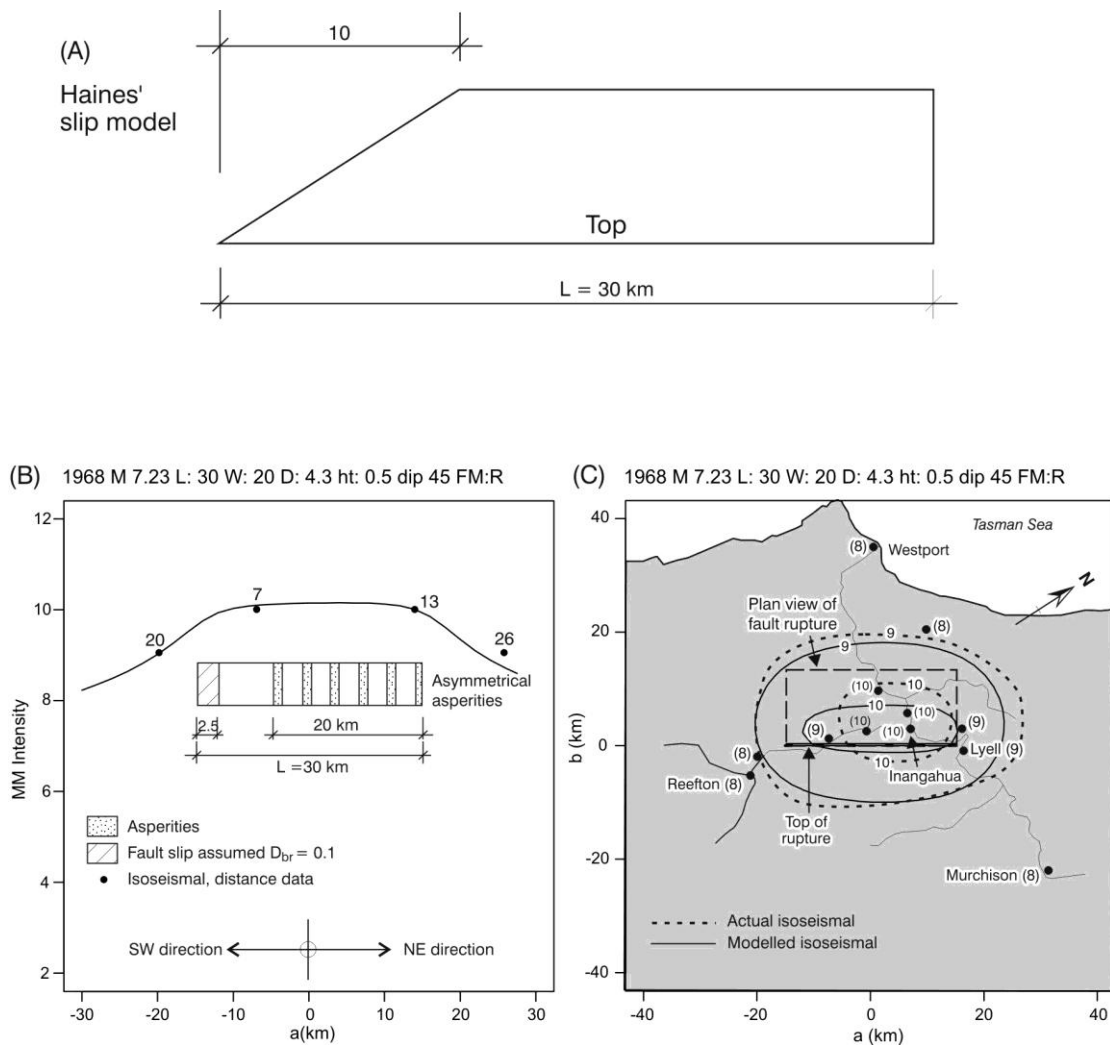 (A)
10
Haines'
slip model
Top
L = 30 km
(B) 1968 M 7.23 L: 30 W: 20 D: 4.3 ht: 0.5 dip 45 FM:R
12
10
8
6
4
2
MM Intensity
20
7
13
26
Asymmetrical
asperities
2.5
20 km
L=30 km
Asperities
Fault slip assumed Dbr = 0.1
Isoseismal, distance data
SW direction
NE direction
-30 -20 -10 0 10 20 30
a(km)
(C) 1968 M 7.23 L: 30 W: 20 D: 4.3 ht: 0.5 dip 45 FM:R
40
20
0
-20
-40
b (km)
Tasman Sea
(8) Westport
N
Plan view of
fault rupture
9
9
(8)
(10)
10
10
(10)
(9)
(10)
(10)
(9)
Lyell (9)
(8)
10
Inangahua
Reefton (8)
Top of
rupture
Murchison (8)
Actual isoseismal
Modelled isoseismal
-40 -20 0 20 40
a (km)